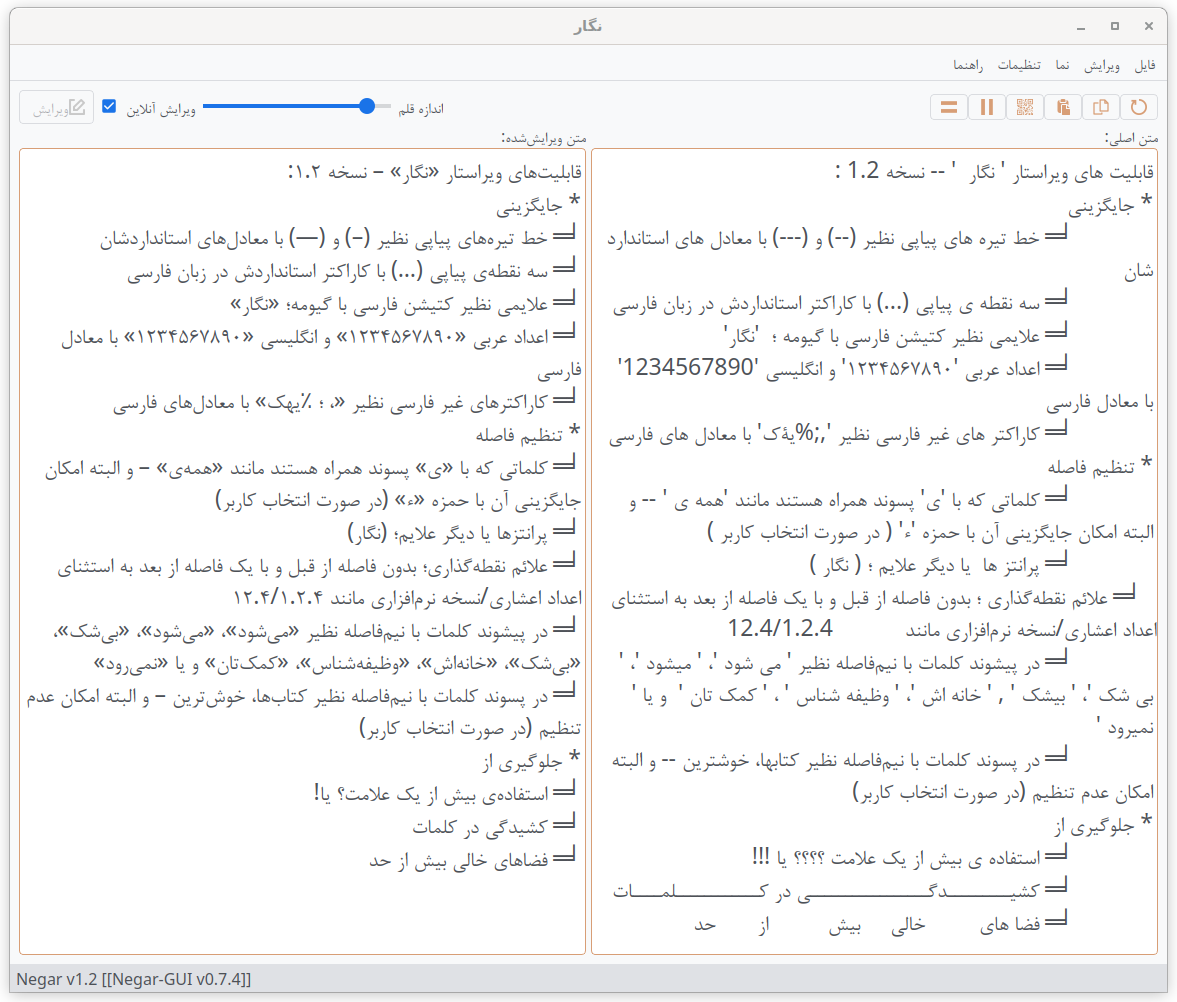 نگار
فایل ویرایش نما تنظیمات راهنما
اندازه قلم ویرایش آنلاین ویرایش
متن اصلی:
قابلیت های ویراستار ' نگار ' -- نسخه 1.2 :
* جایگزینی
╝ خط تیره های پیاپی نظیر (--) و (---) با معادل های استاندارد
شان
╝ سه نقطه ی پیاپی (...) با کاراکتر استانداردش در زبان فارسی
╝ علایمی نظیر کتیشن فارسی با گیومه ؛ 'نگار'
╝ اعداد عربی '۱۲۳۴۵۶۷۸۹۰' و انگلیسی '1234567890'
با معادل فارسی
╝ کاراکتر های غیر فارسی نظیر ',;%یۀک' با معادل های فارسی
* تنظیم فاصله
╝ کلماتی که با 'ی' پسوند همراه هستند مانند 'همه ی ' -- و
البته امکان جایگزینی آن با حمزه 'ء' ( در صورت انتخاب کاربر )
╝ پرانتز ها یا دیگر علایم ؛ ( نگار )
╝ علائم نقطه‌گذاری ؛ بدون فاصله از قبل و با یک فاصله از بعد به استثنای
اعداد اعشاری/نسخه نرم‌افزاری مانند 12.4/1.2.4
╝ در پیشوند کلمات با نیم‌فاصله نظیر ' می شود '، ' میشود '، '
بی شک '، ' بیشک ' , ' خانه اش '، ' وظیفه شناس '، ' کمک تان ' و یا '
نمیرود '
╝ در پسوند کلمات با نیم‌فاصله نظیر کتابها، خوشترین -- و البته
امکان عدم تنظیم (در صورت انتخاب کاربر)
* جلوگیری از
╝ استفاده ی بیش از یک علامت ؟؟؟؟ یا !!!
╝ کشیـــــــدگـــــــــــی در کـــــــــلمـــات
╝ فضا های خالی بیش از حد
متن ویرایش‌شده:
قابلیت‌های ویراستار «نگار» – نسخه ۱.۲:
* جایگزینی
╝ خط تیره‌های پیاپی نظیر (–) و (—) با معادل‌های استانداردشان
╝ سه نقطه‌ی پیاپی (…) با کاراکتر استانداردش در زبان فارسی
╝ علایمی نظیر کتیشن فارسی با گیومه؛ «نگار»
╝ اعداد عربی «۱۲۳۴۵۶۷۸۹۰» و انگلیسی «۱۲۳۴۵۶۷۸۹۰» با معادل
فارسی
╝ کاراکترهای غیر فارسی نظیر «، ؛ ٪یهک» با معادل‌های فارسی
* تنظیم فاصله
╝ کلماتی که با «ی» پسوند همراه هستند مانند «همه‌ی» – و البته امکان
جایگزینی آن با حمزه «ء» (در صورت انتخاب کاربر)
╝ پرانتزها یا دیگر علایم؛ (نگار)
╝ علائم نقطه‌گذاری؛ بدون فاصله از قبل و با یک فاصله از بعد به استثنای
اعداد اعشاری/نسخه نرم‌افزاری مانند ۱۲.۴/۱.۲.۴
╝ در پیشوند کلمات با نیم‌فاصله نظیر «می‌شود»، «می‌شود»، «بی‌شک»،
«بی‌شک»، «خانه‌اش»، «وظیفه‌شناس»، «کمک‌تان» و یا «نمی‌رود»
╝ در پسوند کلمات با نیم‌فاصله نظیر کتاب‌ها، خوش‌ترین – و البته امکان عدم
تنظیم (در صورت انتخاب کاربر)
* جلوگیری از
╝ استفاده‌ی بیش از یک علامت؟ یا!
╝ کشیدگی در کلمات
╝ فضاهای خالی بیش از حد
Negar v1.2 [[Negar-GUI v0.7.4]]